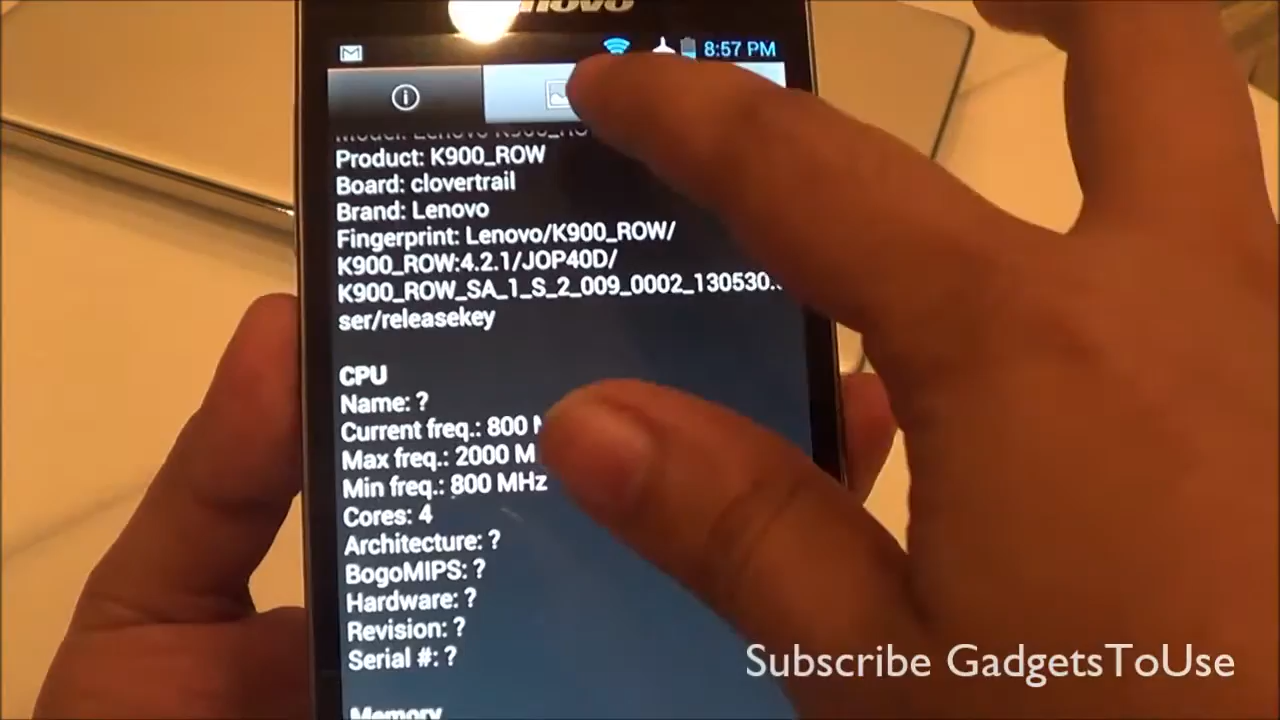 8:57 PM
Product: K900_ROW
Board: clovertrail
Brand: Lenovo
Fingerprint: Lenovo/K900_ROW/
K900_ROW:4.2.1/JOP40D/
K900_ROW_SA_1_S_2_009_0002_130530.
ser/releasekey
CPU
Name: ?
Current freq.: 800
Max freq.: 2000 M
Min freq.: 800 MHz
Cores: 4
Architecture: ?
BogoMIPS: ?
Hardware: ?
Revision: ?
Serial #: ?
Memory
Subscribe GadgetsToUse